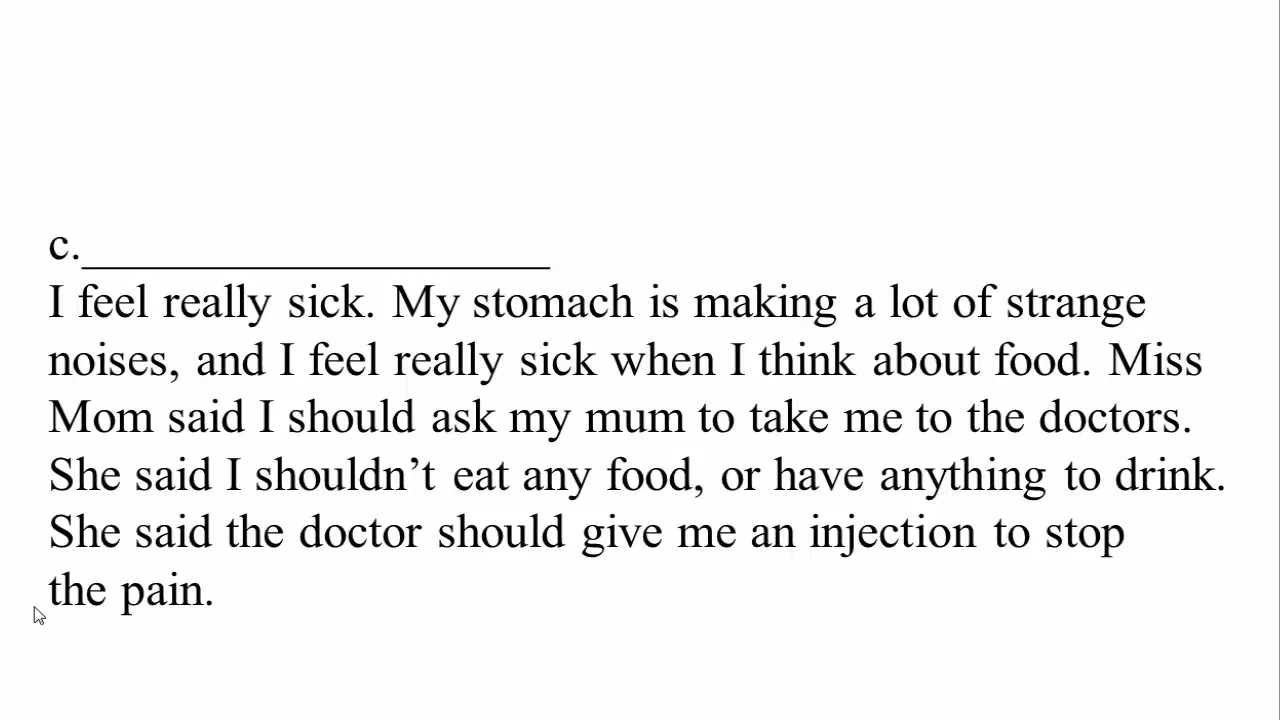 c.____________________
I feel really sick. My stomach is making a lot of strange
noises, and I feel really sick when I think about food. Miss
Mom said I should ask my mum to take me to the doctors.
She said I shouldn’t eat any food, or have anything to drink.
She said the doctor should give me an injection to stop
the pain.